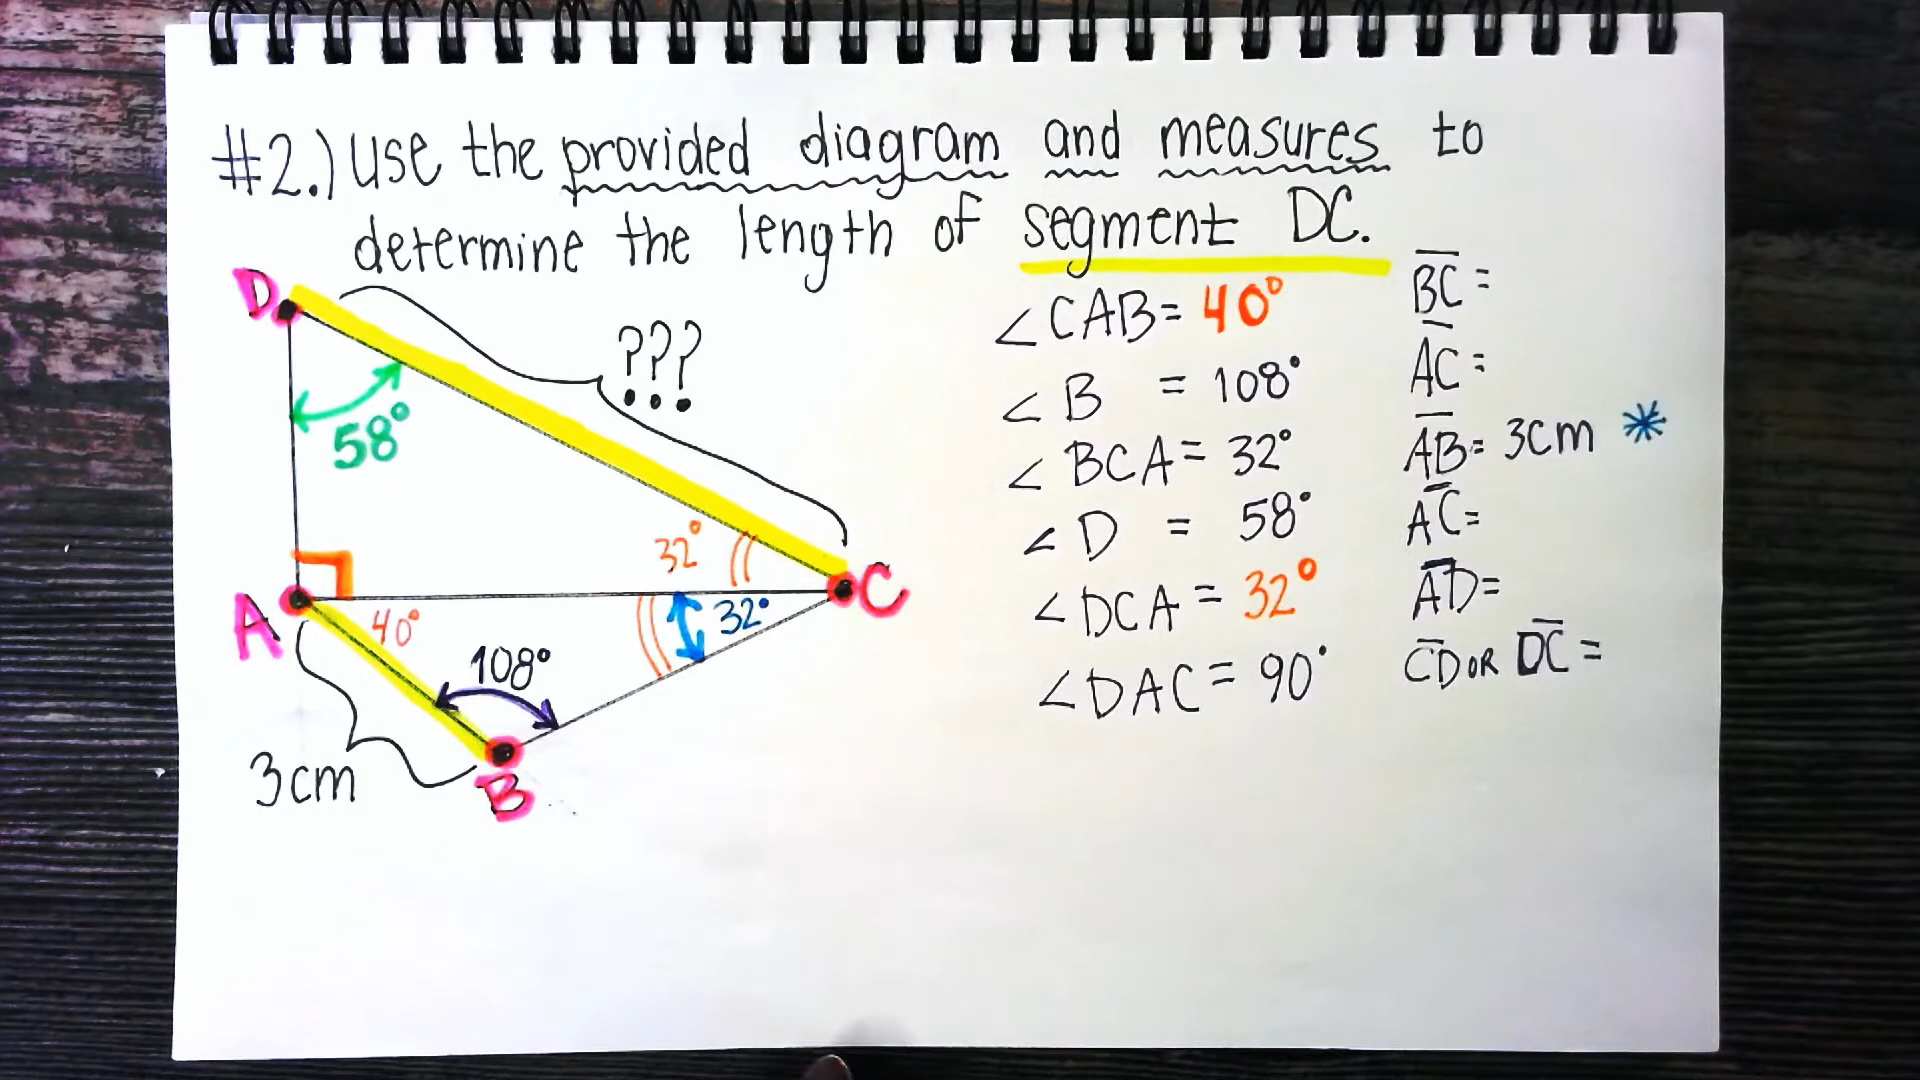 #2.) use the provided diagram and measures to
determine the length of segment DC.
D
???
58°
32°
A
C
40°
32°
108°
3cm
B
∠CAB= 40°
∠B = 108°
∠BCA= 32°
∠D = 58°
∠DCA = 32°
∠DAC = 90°
BC =
AC =
AB= 3cm *
AC=
AD=
CD OR DC =